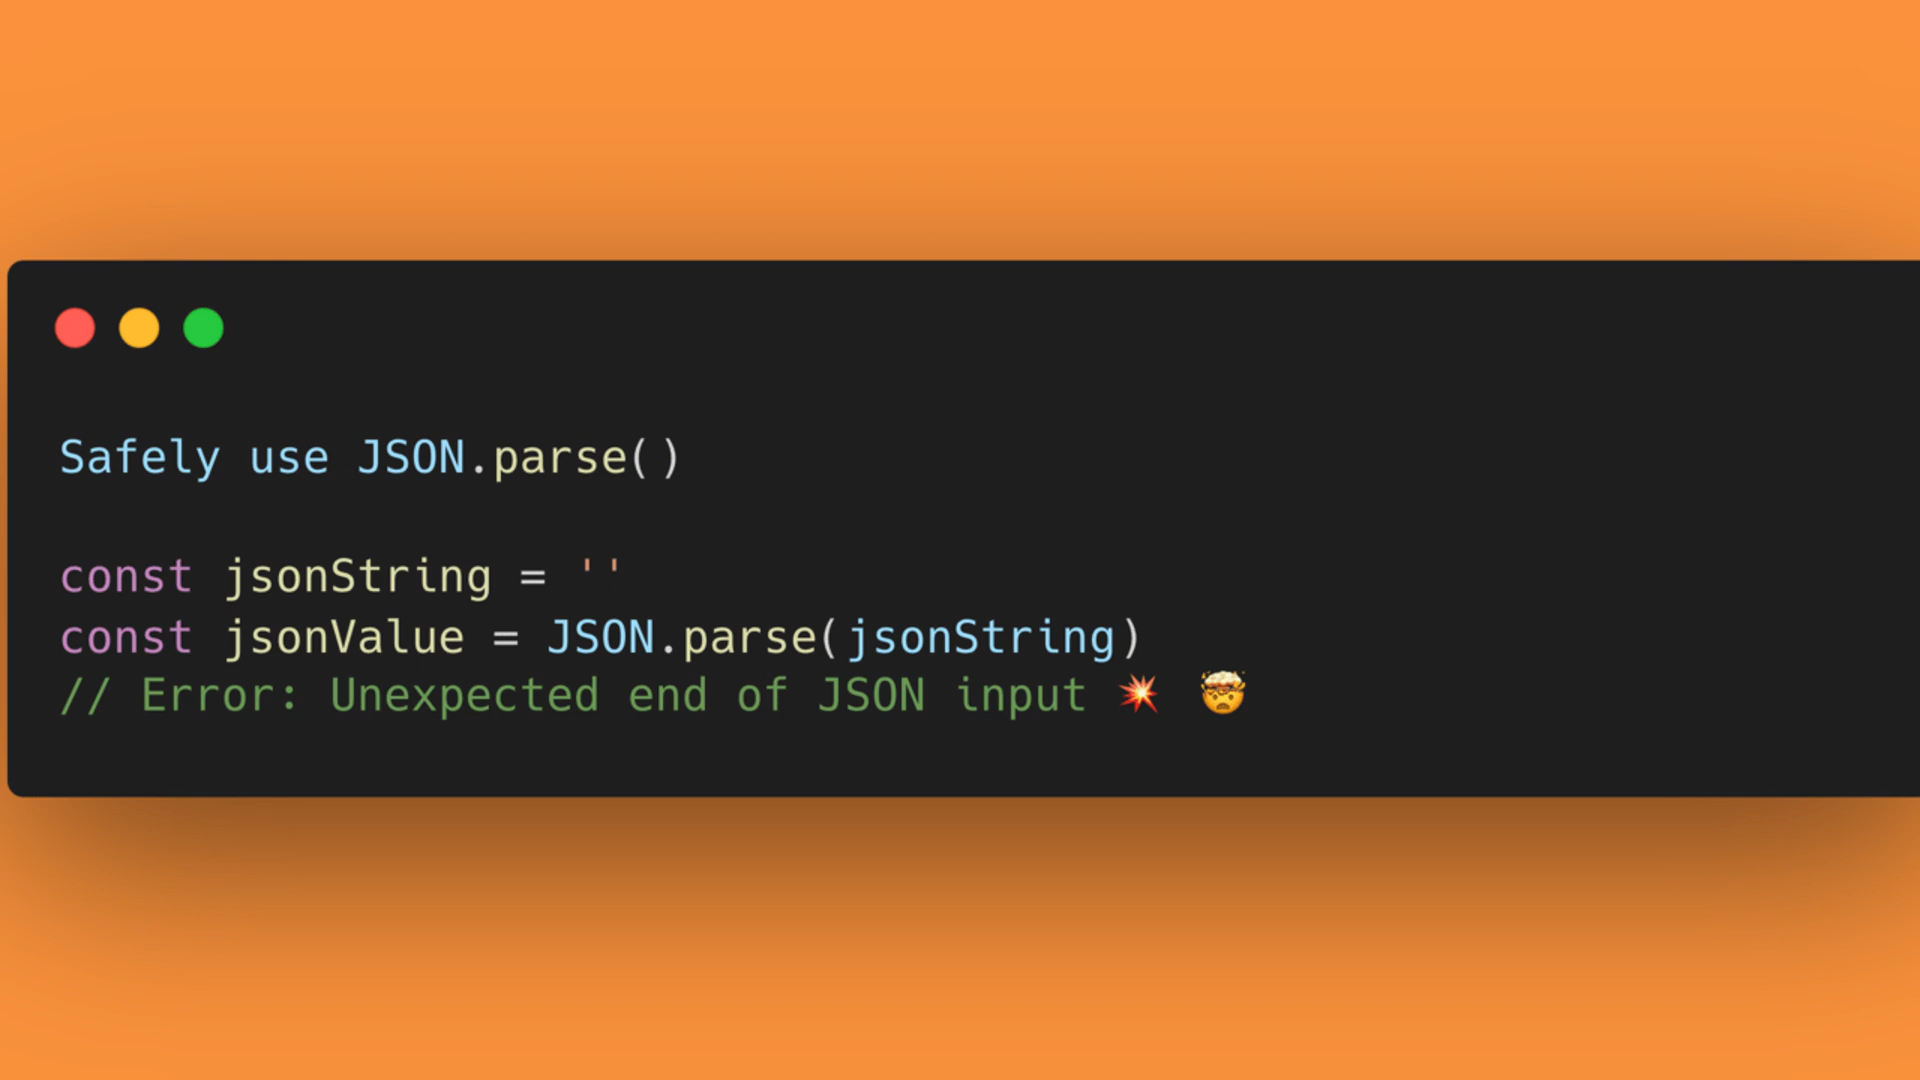 Safely use JSON.parse()
const jsonString = ''
const jsonValue = JSON.parse(jsonString)
// Error: Unexpected end of JSON input 💥 🤯